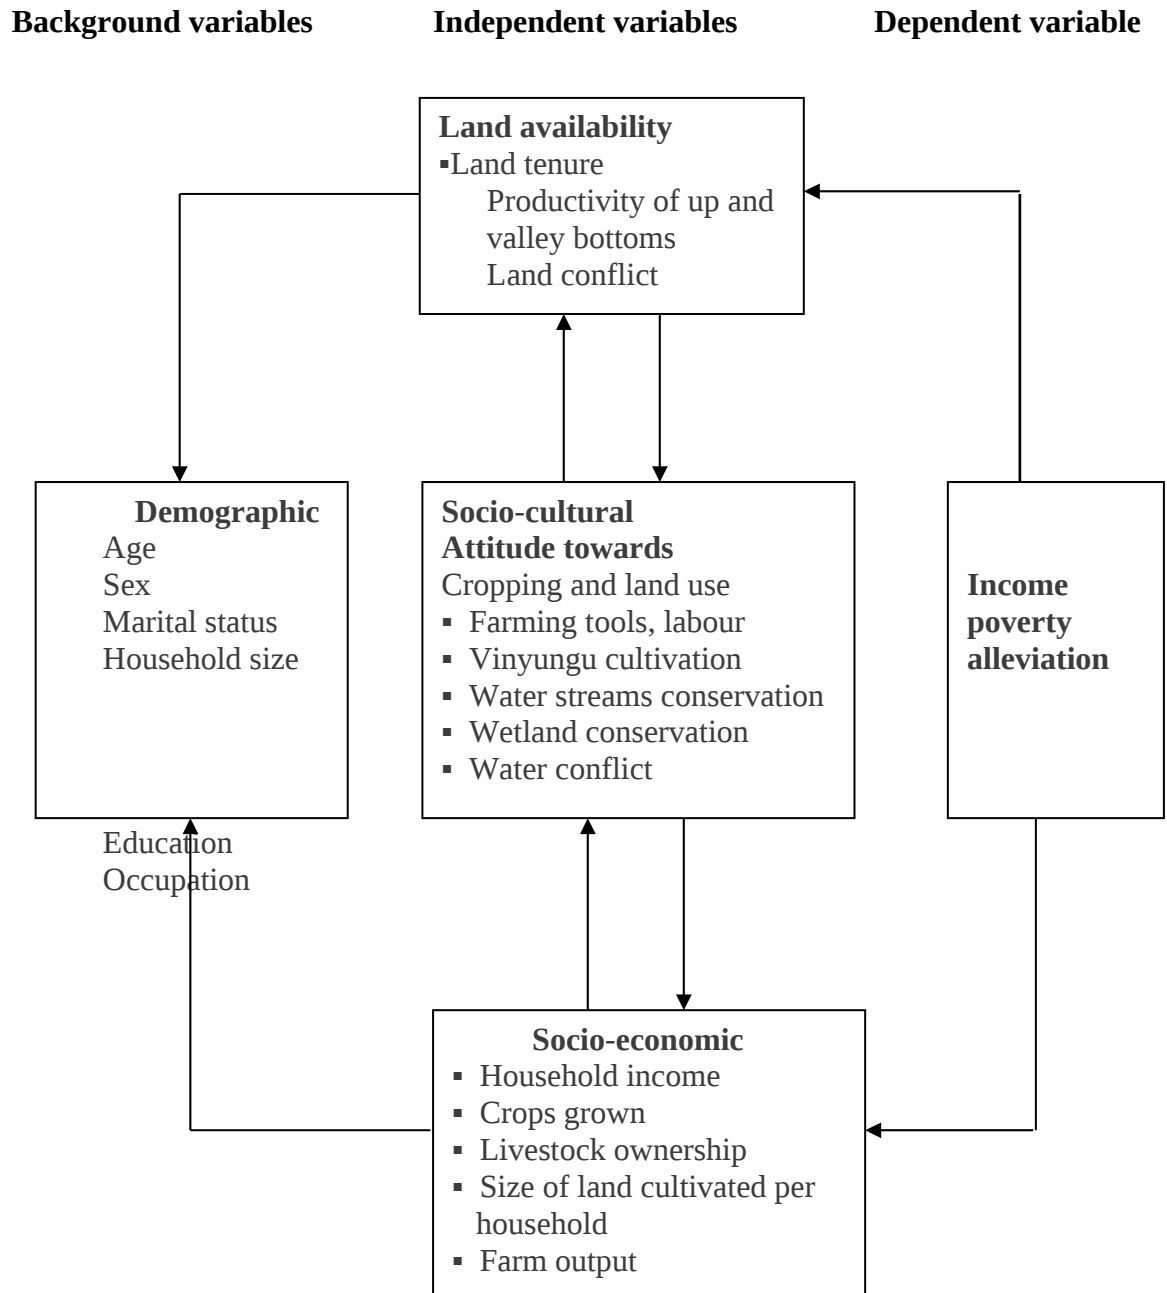 Background variables
Independent variables
Dependent variable
Land availability
▪Land tenure
Productivity of up and
valley bottoms
Land conflict
Demographic
Age
Sex
Marital status
Household size
Education
Occupation
Socio-cultural
Attitude towards
Cropping and land use
▪ Farming tools, labour
▪ Vinyungu cultivation
▪ Water streams conservation
▪ Wetland conservation
▪ Water conflict
Income
poverty
alleviation
Socio-economic
▪ Household income
▪ Crops grown
▪ Livestock ownership
▪ Size of land cultivated per
household
▪ Farm output